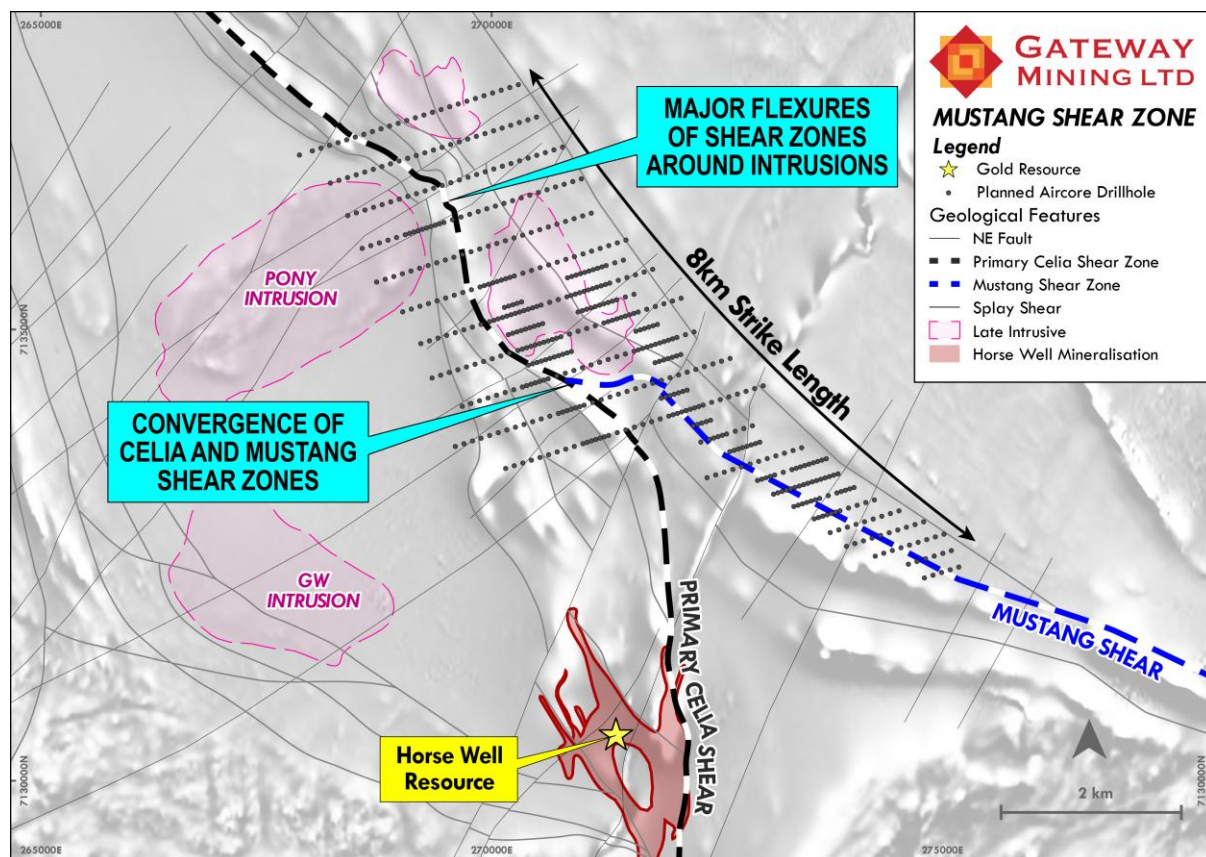 265000E
270000E
GATEWAY
MINING LTD
MUSTANG SHEAR ZONE
Legend
Gold Resource
Planned Aircore Drillhole
Geological Features
NE Fault
Primary Celia Shear Zone
Mustang Shear Zone
Splay Shear
Late Intrusive
Horse Well Mineralisation
MAJOR FLEXURES
OF SHEAR ZONES
AROUND INTRUSIONS
8km Strike Length
PONY
INTRUSION
7135000N
7135000N
CONVERGENCE OF
CELIA AND MUSTANG
SHEAR ZONES
GW
INTRUSION
MUSTANG SHEAR
PRIMARY CELIA SHEAR
Horse Well
Resource
7130000N
7130000N
2 km
265000E
270000E
275000E